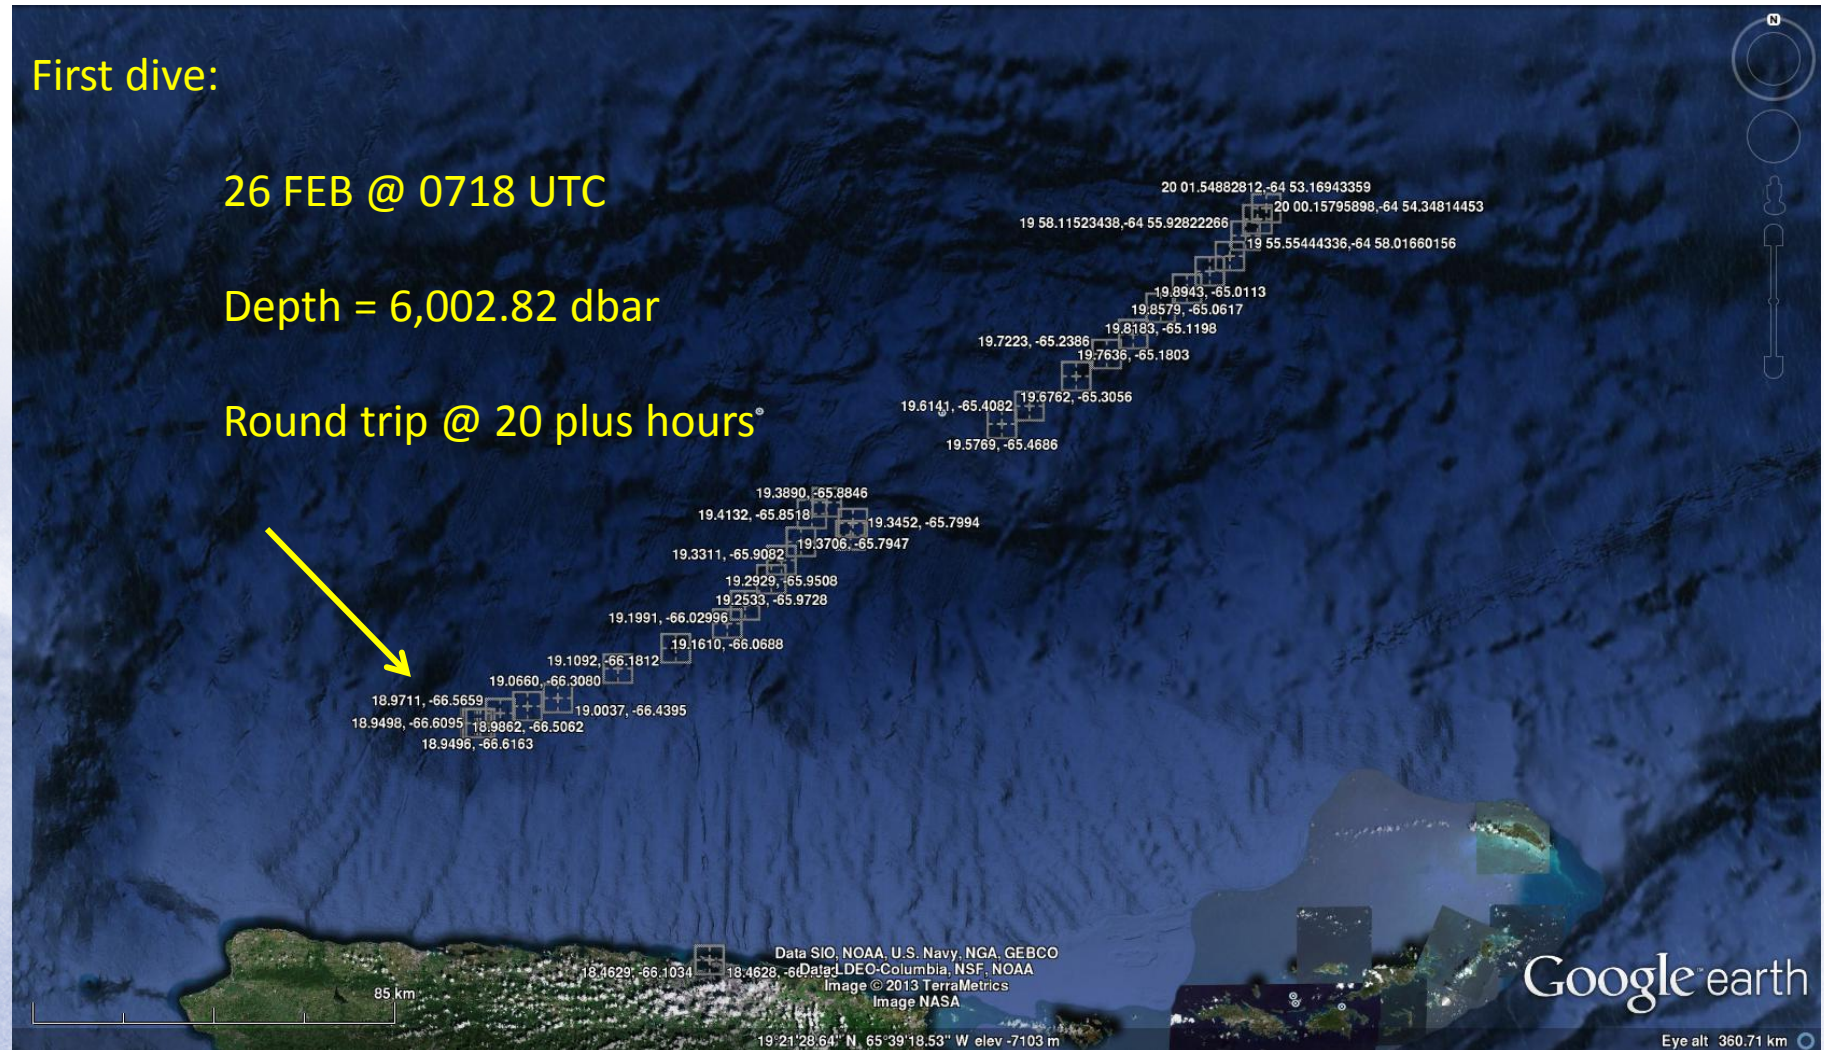 First dive:
26 FEB @ 0718 UTC
Depth = 6,002.82 dbar
Round trip @ 20 plus hours
N
20 01.54882812,-64 53.16943359
20 00.15795898,-64 54.34814453
19 58.11523438,-64 55.92822266
19 55.55444336,-64 58.01660156
19.8943, -65.0113
19.8579, -65.0617
19.8183, -65.1198
19.7223, -65.2386
19.7636, -65.1803
19.6762, -65.3056
19.6141, -65.4082
19.5769, -65.4686
19.3890, -65.8846
19.4132, -65.8518
19.3452, -65.7994
19.3706, -65.7947
19.3311, -65.9082
19.2929, -65.9508
19.2533, -65.9728
19.1991, -66.02996
19.1610, -66.0688
19.1092, -66.1812
19.0660, -66.3080
18.9711, -66.5659
19.0037, -66.4395
18.9498, -66.6095
18.9862, -66.5062
18.9496, -66.6163
18.4629, -66.1034
18.4628,
Data SIO, NOAA, U.S. Navy, NGA, GEBCO
Data LDEO-Columbia, NSF, NOAA
Image © 2013 TerraMetrics
Image NASA
85 km
Google earth
19°21'28.64" N 65°39'18.53" W elev -7103 m
Eye alt 360.71 km